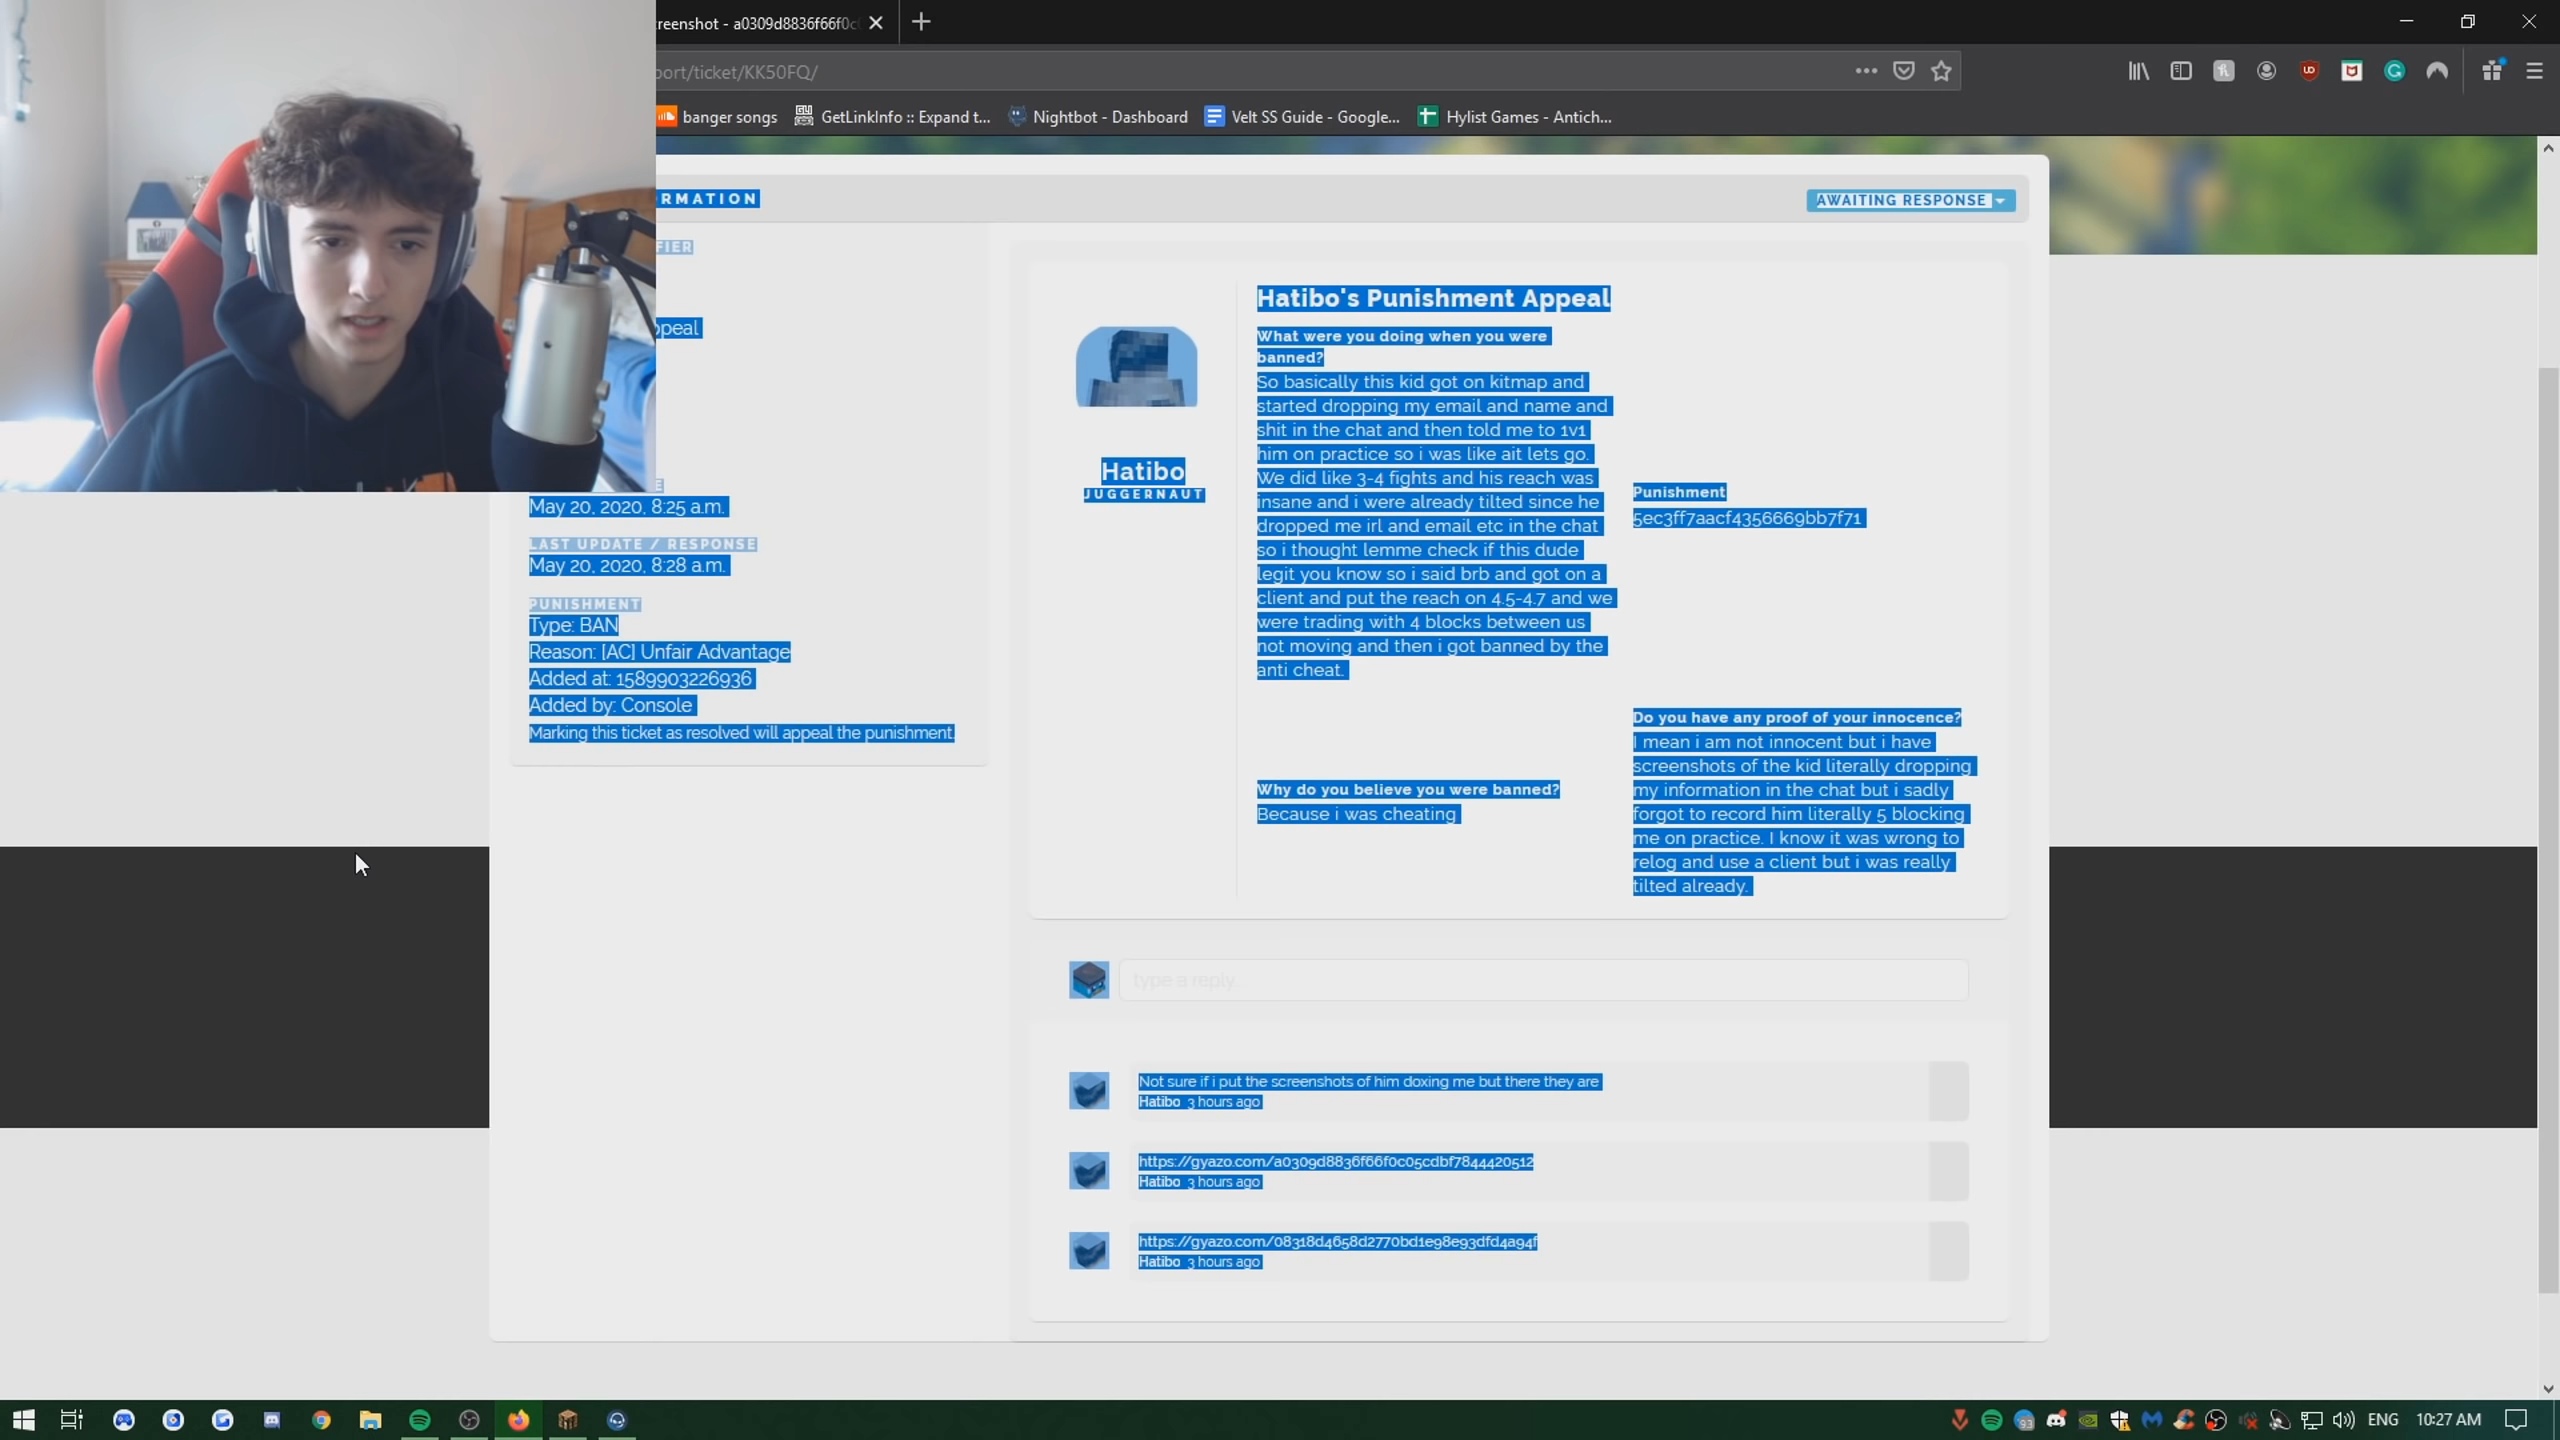 reenshot - a0309d8836f66f0c
port/ticket/KK50FQ/
banger songs
GetLinkInfo :: Expand t...
Nightbot - Dashboard
Velt SS Guide - Google...
Hylist Games - Antich...
RMATION
AWAITING RESPONSE
FIER
ppeal
E
May 20, 2020, 8:25 a.m.
LAST UPDATE / RESPONSE
May 20, 2020, 8:28 a.m.
PUNISHMENT
Type: BAN
Reason: [AC] Unfair Advantage
Added at: 1589903226936
Added by: Console
Marking this ticket as resolved will appeal the punishment.
Hatibo
JUGGERNAUT
Hatibo's Punishment Appeal
What were you doing when you were
banned?
So basically this kid got on kitmap and
started dropping my email and name and
shit in the chat and then told me to 1v1
him on practice so i was like ait lets go.
We did like 3-4 fights and his reach was
insane and i were already tilted since he
dropped me irl and email etc in the chat
so i thought lemme check if this dude
legit you know so i said brb and got on a
client and put the reach on 4.5-4.7 and we
were trading with 4 blocks between us
not moving and then i got banned by the
anti cheat.
Punishment
5ec3ff7aacf4356669bb7f71
Why do you believe you were banned?
Because i was cheating
Do you have any proof of your innocence?
I mean i am not innocent but i have
screenshots of the kid literally dropping
my information in the chat but i sadly
forgot to record him literally 5 blocking
me on practice. I know it was wrong to
relog and use a client but i was really
tilted already.
type a reply...
Not sure if i put the screenshots of him doxing me but there they are
Hatibo 3 hours ago
https://gyazo.com/a0309d8836f66f0c05cdbf7844420512
Hatibo 3 hours ago
https://gyazo.com/08318d4658d2770bd1e98e93dfd4a94f
Hatibo 3 hours ago
ENG
10:27 AM